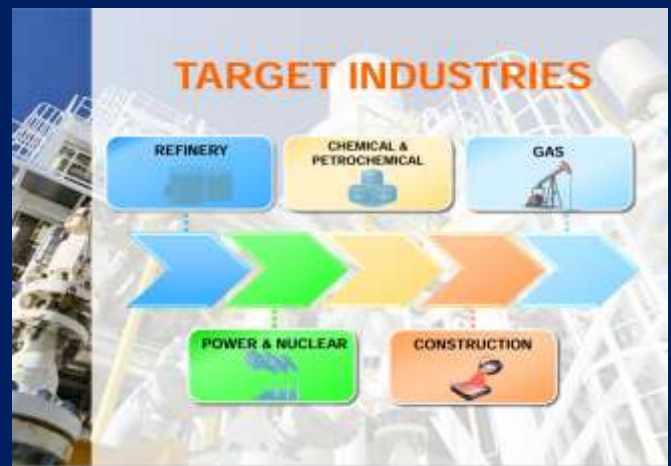 TARGET INDUSTRIES
REFINERY
CHEMICAL &
PETROCHEMICAL
GAS
POWER & NUCLEAR
CONSTRUCTION